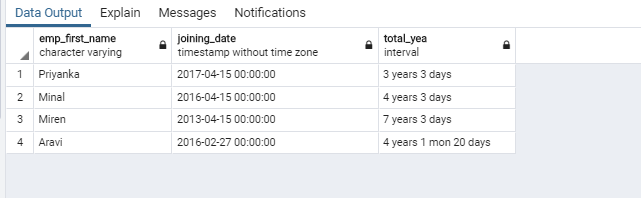 Data Output Explain Messages Notifications
emp_first_name joining_date total_yea
character varying timestamp without time zone interval
1 Priyanka 2017-04-15 00:00:00 3 years 3 days
2 Minal 2016-04-15 00:00:00 4 years 3 days
3 Miren 2013-04-15 00:00:00 7 years 3 days
4 Aravi 2016-02-27 00:00:00 4 years 1 mon 20 days